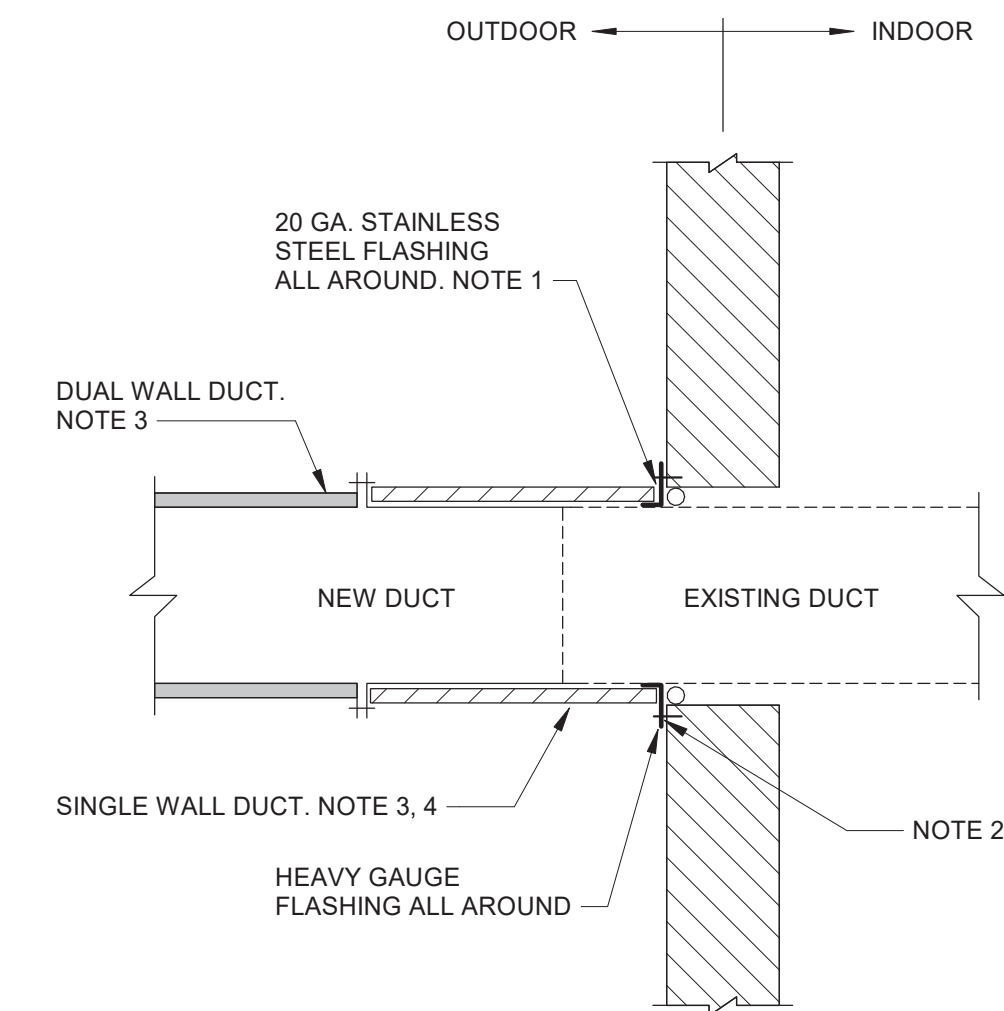 OUTDOOR
INDOOR
20 GA. STAINLESS
STEEL FLASHING
ALL AROUND. NOTE 1
DUAL WALL DUCT.
NOTE 3
NEW DUCT
EXISTING DUCT
SINGLE WALL DUCT. NOTE 3, 4
NOTE 2
HEAVY GAUGE
FLASHING ALL AROUND